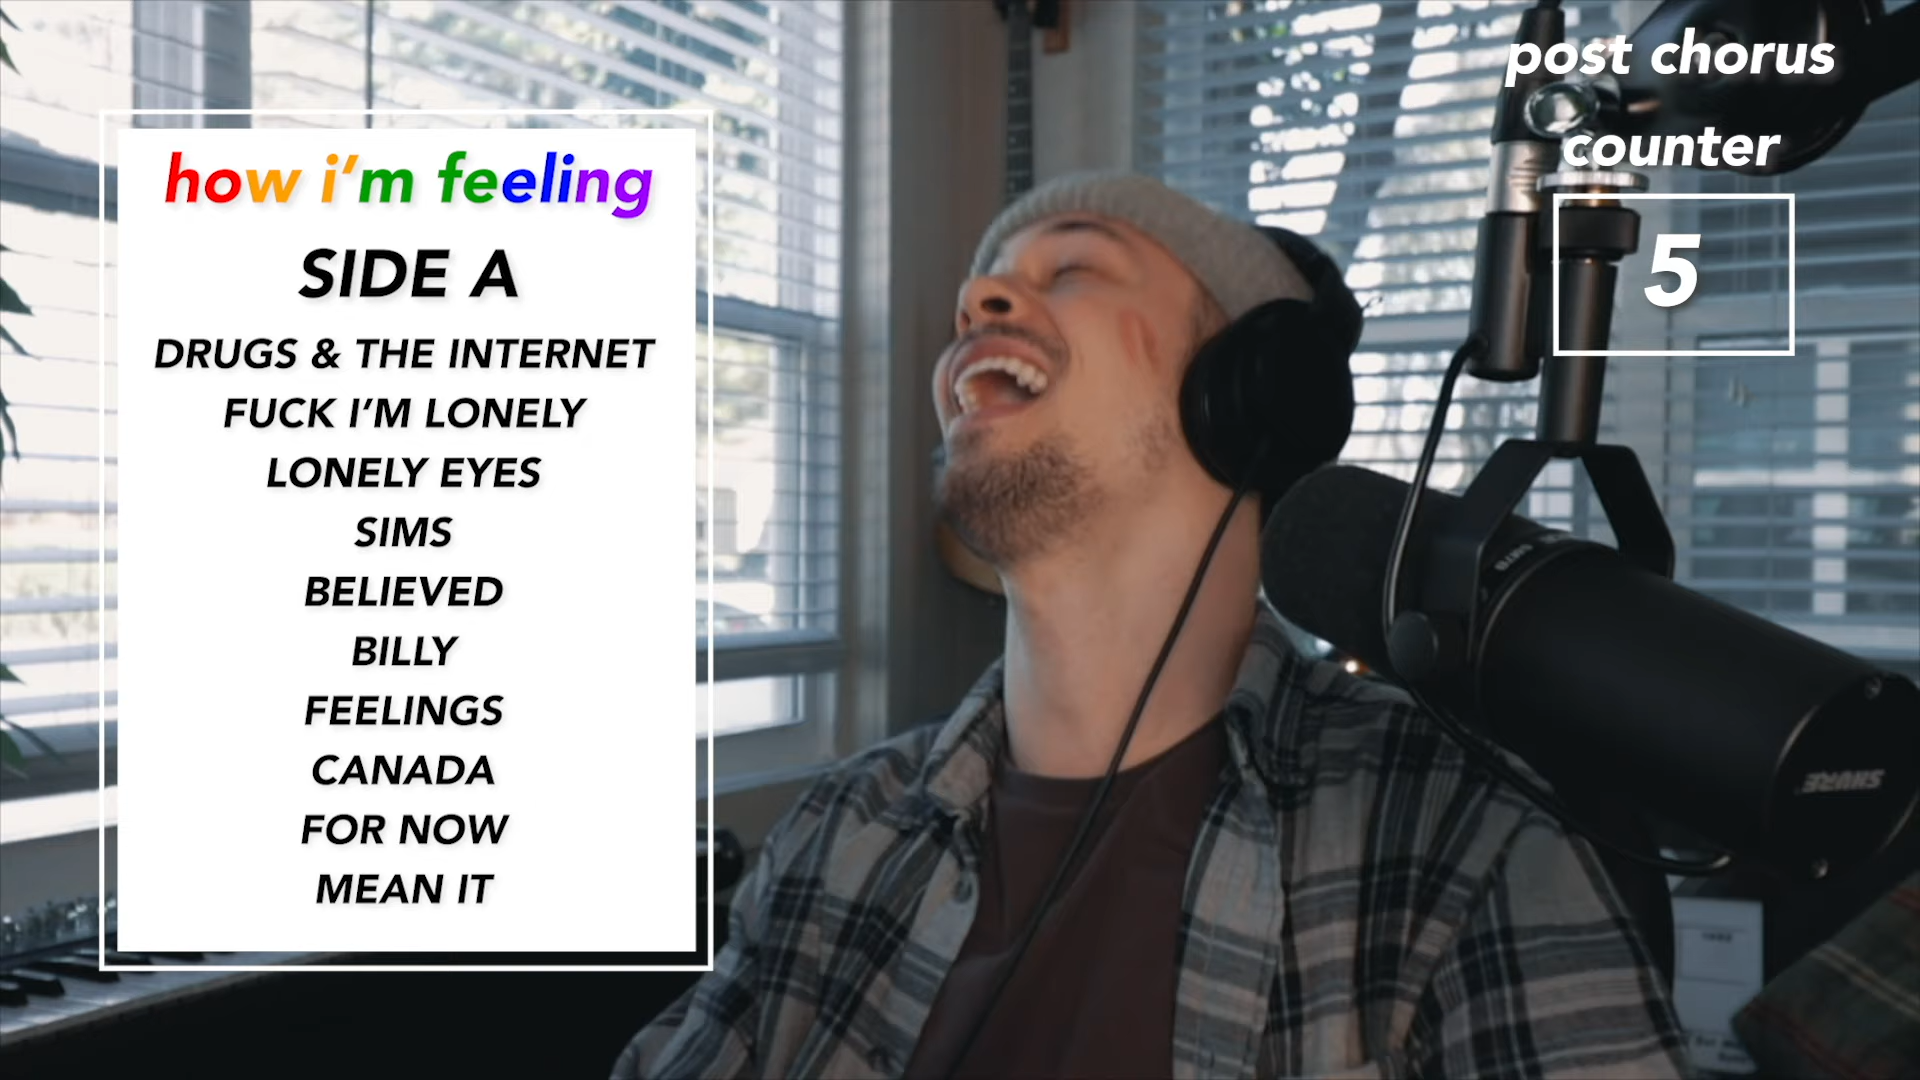 how i’m feeling
SIDE A
DRUGS & THE INTERNET
FUCK I’M LONELY
LONELY EYES
SIMS
BELIEVED
BILLY
FEELINGS
CANADA
FOR NOW
MEAN IT
post chorus
counter
5
SHURE